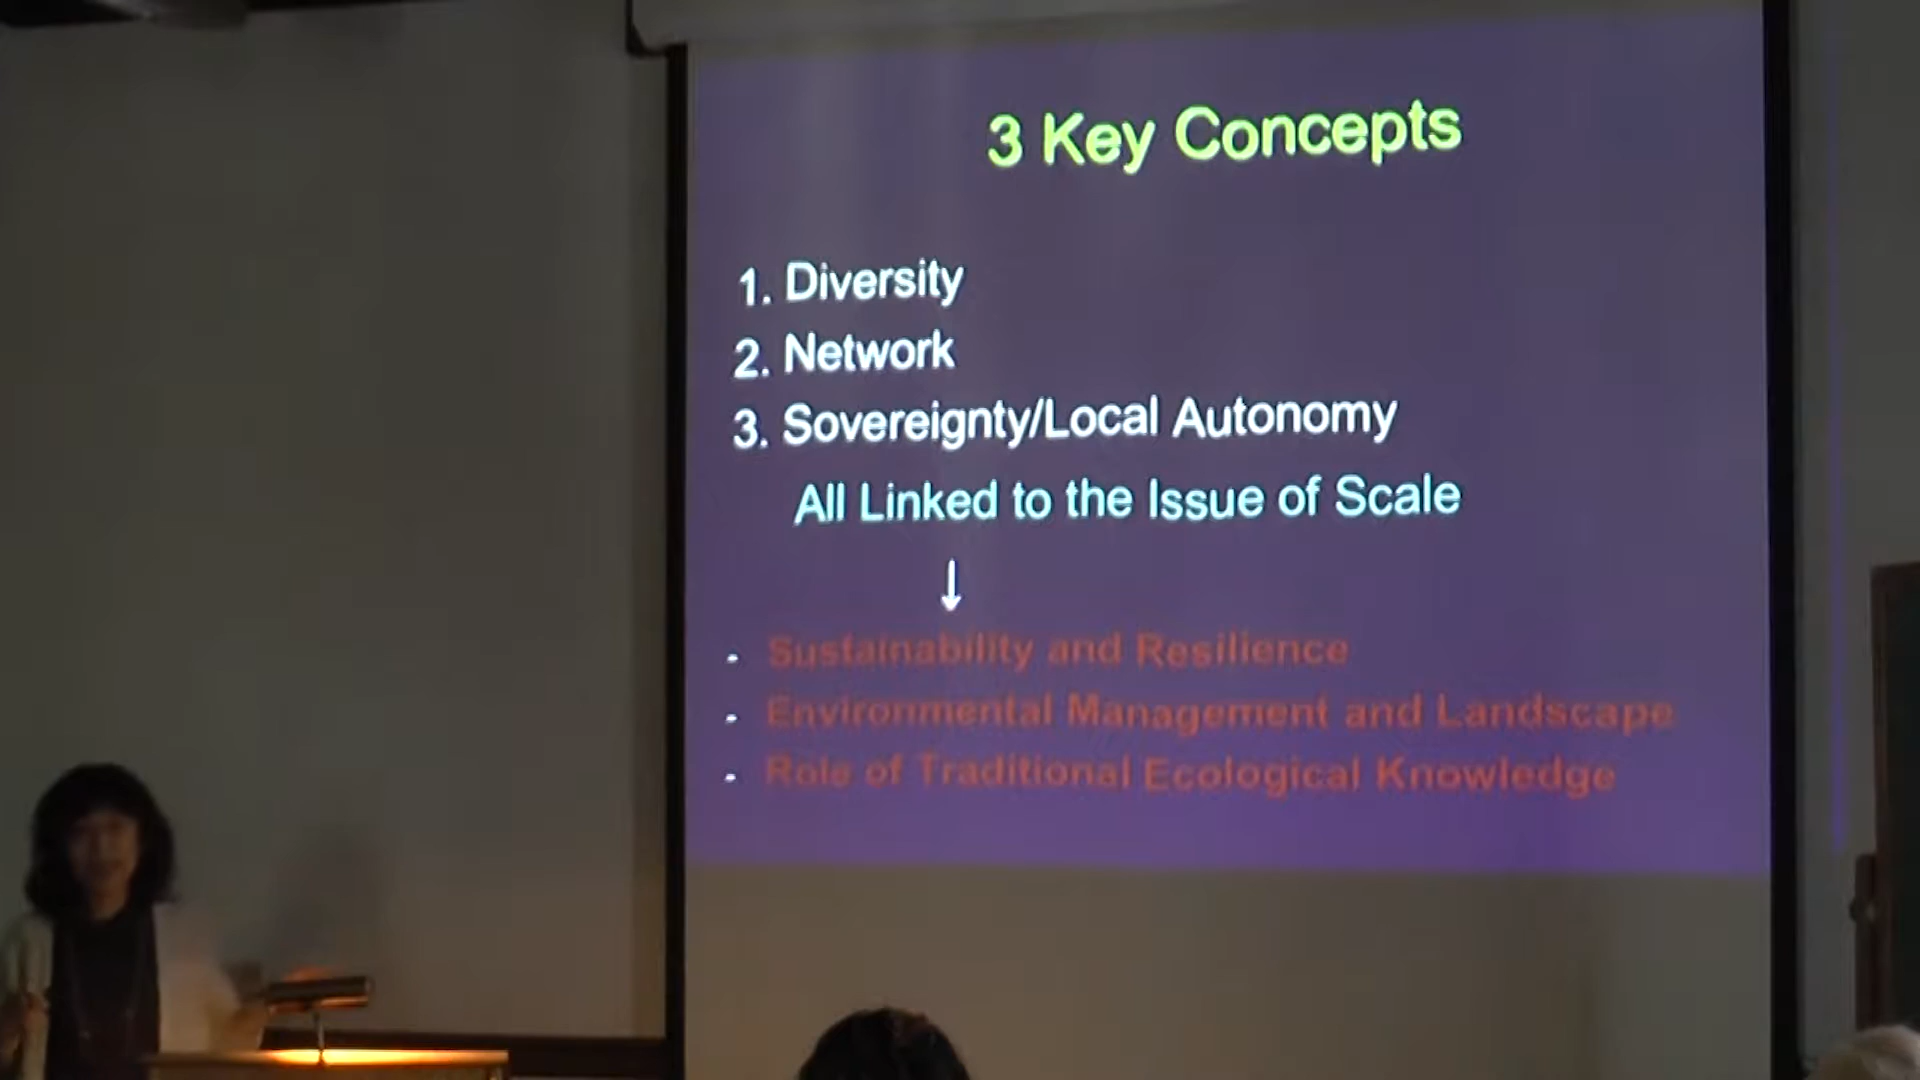 3 Key Concepts
1. Diversity
2. Network
3. Sovereignty/Local Autonomy
All Linked to the Issue of Scale
↓
- Sustainability and Resilience
- Environmental Management and Landscape
- Role of Traditional Ecological Knowledge